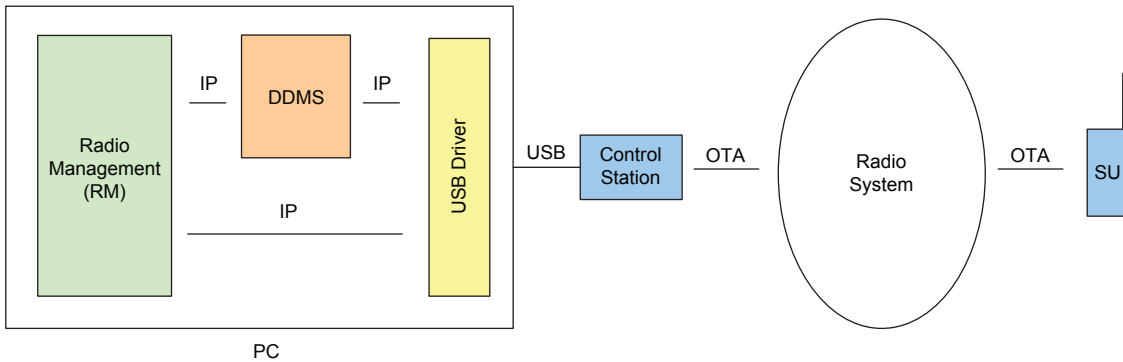 Radio
Management
(RM)
IP
DDMS
IP
IP
USB Driver
USB
Control
Station
OTA
Radio
System
OTA
SU
PC